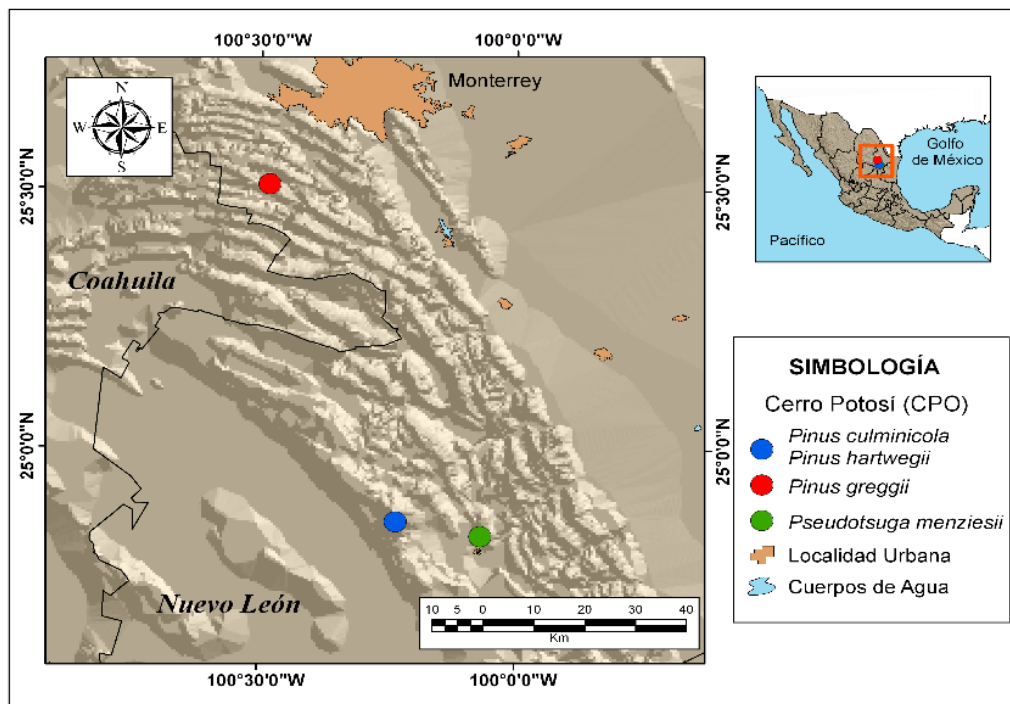 100°30'0"W
100°0'0"W
N
W
E
S
Monterrey
25°30'0"N
25°30'0"N
Coahuila
25°0'0"N
25°0'0"N
Nuevo León
10 5 0 10 20 30 40
Km
100°30'0"W
100°0'0"W
Golfo
de México
Pacífico
SIMBOLOGÍA
Cerro Potosí (CPO)
Pinus culminicola
Pinus hartwegii
Pinus greggii
Pseudotsuga menziesii
Localidad Urbana
Cuerpos de Agua